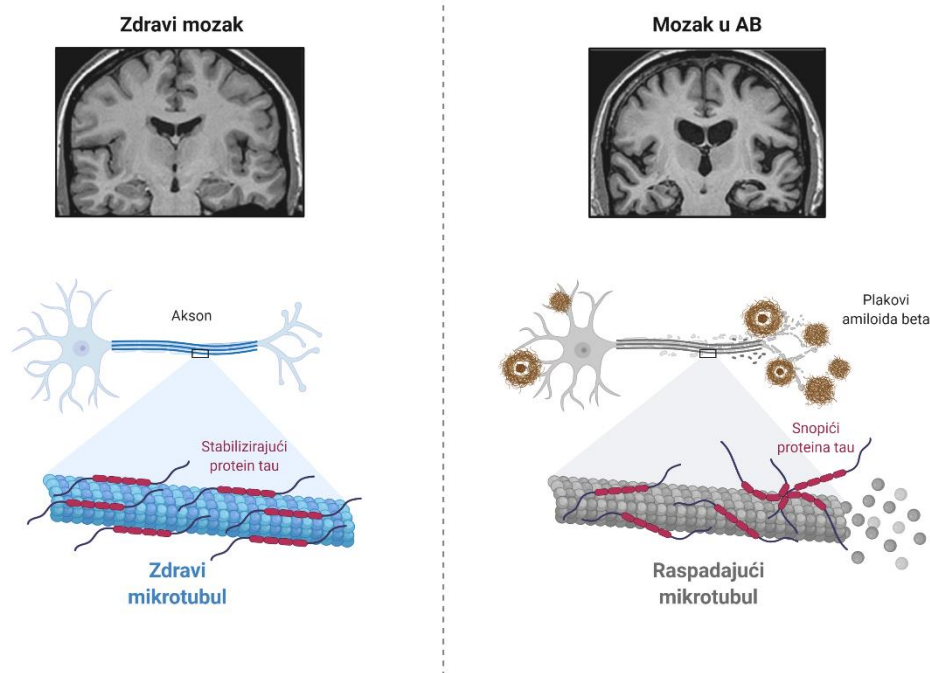 Zdravi mozak
Akson
Stabilizirajući
protein tau
Zdravi
mikrotubul
Mozak u AB
Plakovi
amiloida beta
Snopići
proteina tau
Raspadajući
mikrotubul